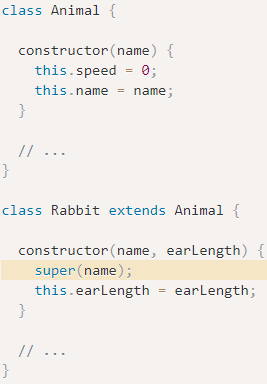 class Animal {
  constructor(name) {
    this.speed = 0;
    this.name = name;
  }
  // ...
}
class Rabbit extends Animal {
  constructor(name, earLength) {
    super(name);
    this.earLength = earLength;
  }
  // ...
}